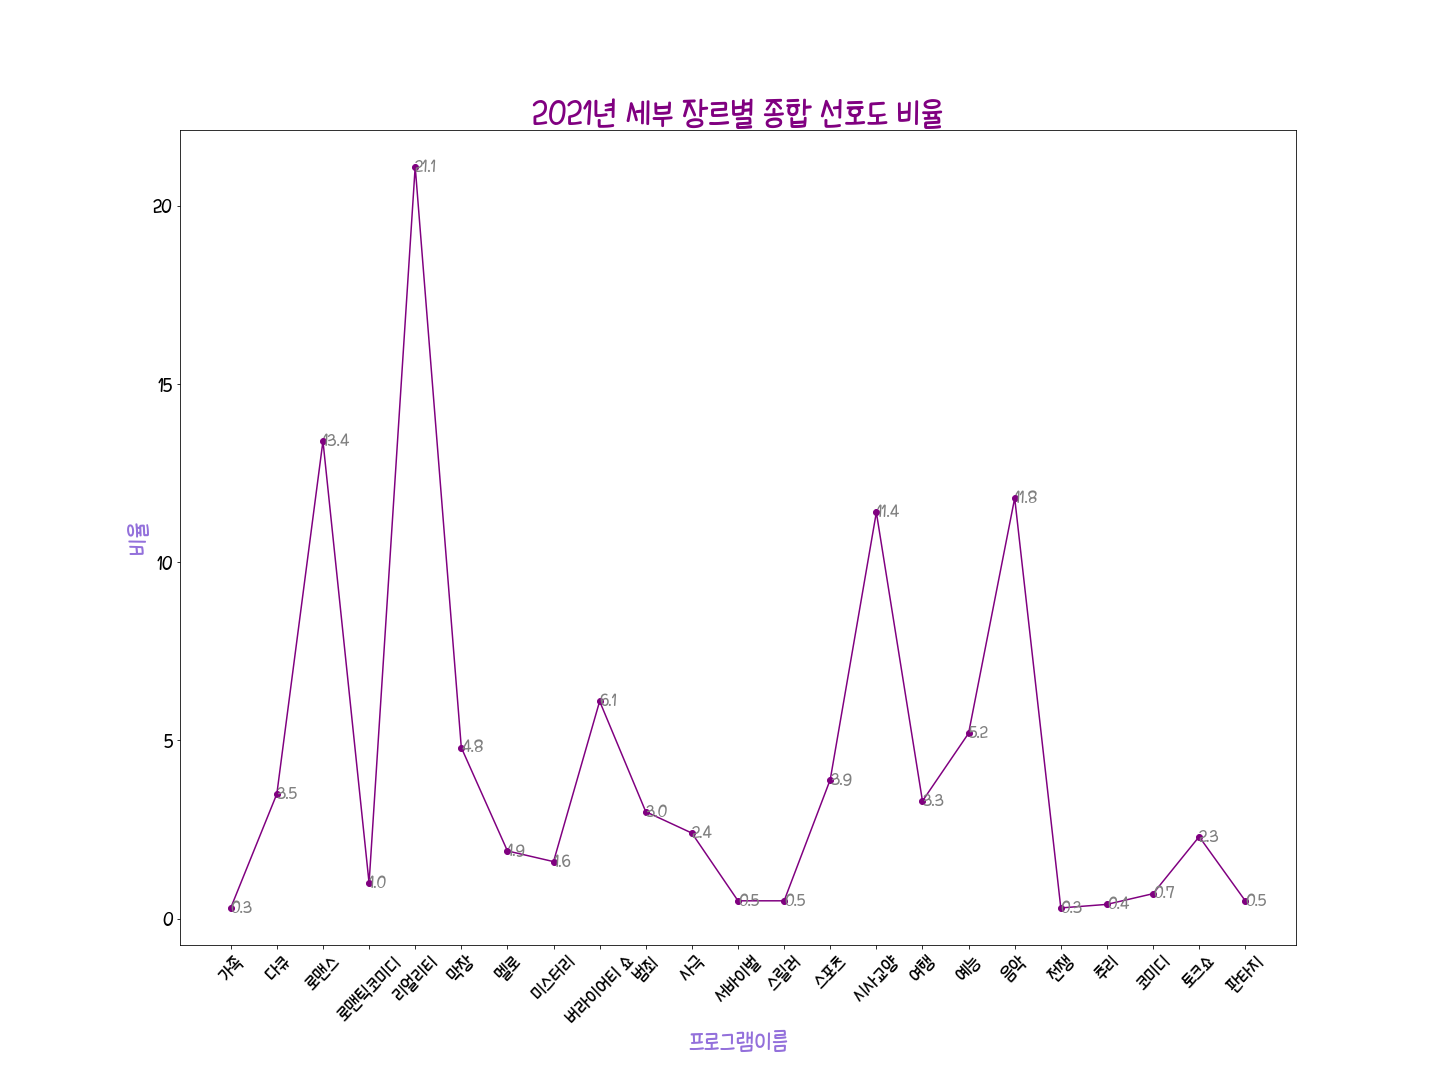 2021년 세부 장르별 종합 선호도 비율
비율
20
15
10
5
0
0.3
3.5
13.4
1.0
21.1
4.8
1.9
1.6
6.1
3.0
2.4
0.5
0.5
3.9
11.4
3.3
5.2
11.8
0.3
0.4
0.7
2.3
0.5
가족
다큐
로맨스
로맨틱코미디
리얼리티
막장
멜로
미스터리
버라이어티 쇼
범죄
사극
서바이벌
스릴러
스포츠
시사교양
여행
예능
음악
전쟁
추리
코미디
토크쇼
판타지
프로그램이름